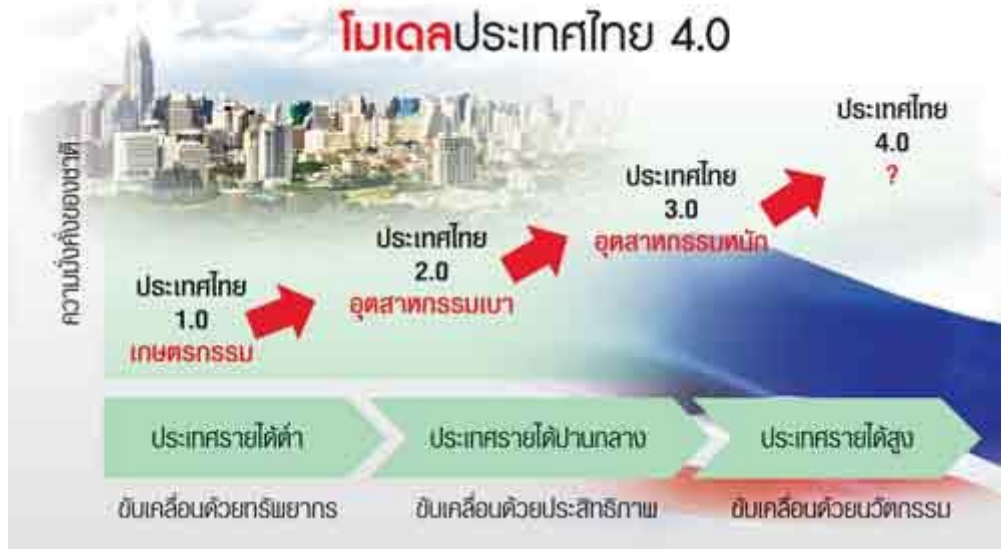 โมเดลประเทศไทย 4.0
ความมั่งคั่งของชาติ
ประเทศไทย
1.0
เกษตรกรรม
ประเทศไทย
2.0
อุตสาหกรรมเบา
ประเทศไทย
3.0
อุตสาหกรรมหนัก
ประเทศไทย
4.0
?
ประเทศรายได้ต่ำ
ประเทศรายได้ปานกลาง
ประเทศรายได้สูง
ขับเคลื่อนด้วยทรัพยากร
ขับเคลื่อนด้วยประสิทธิภาพ
ขับเคลื่อนด้วยนวัตกรรม